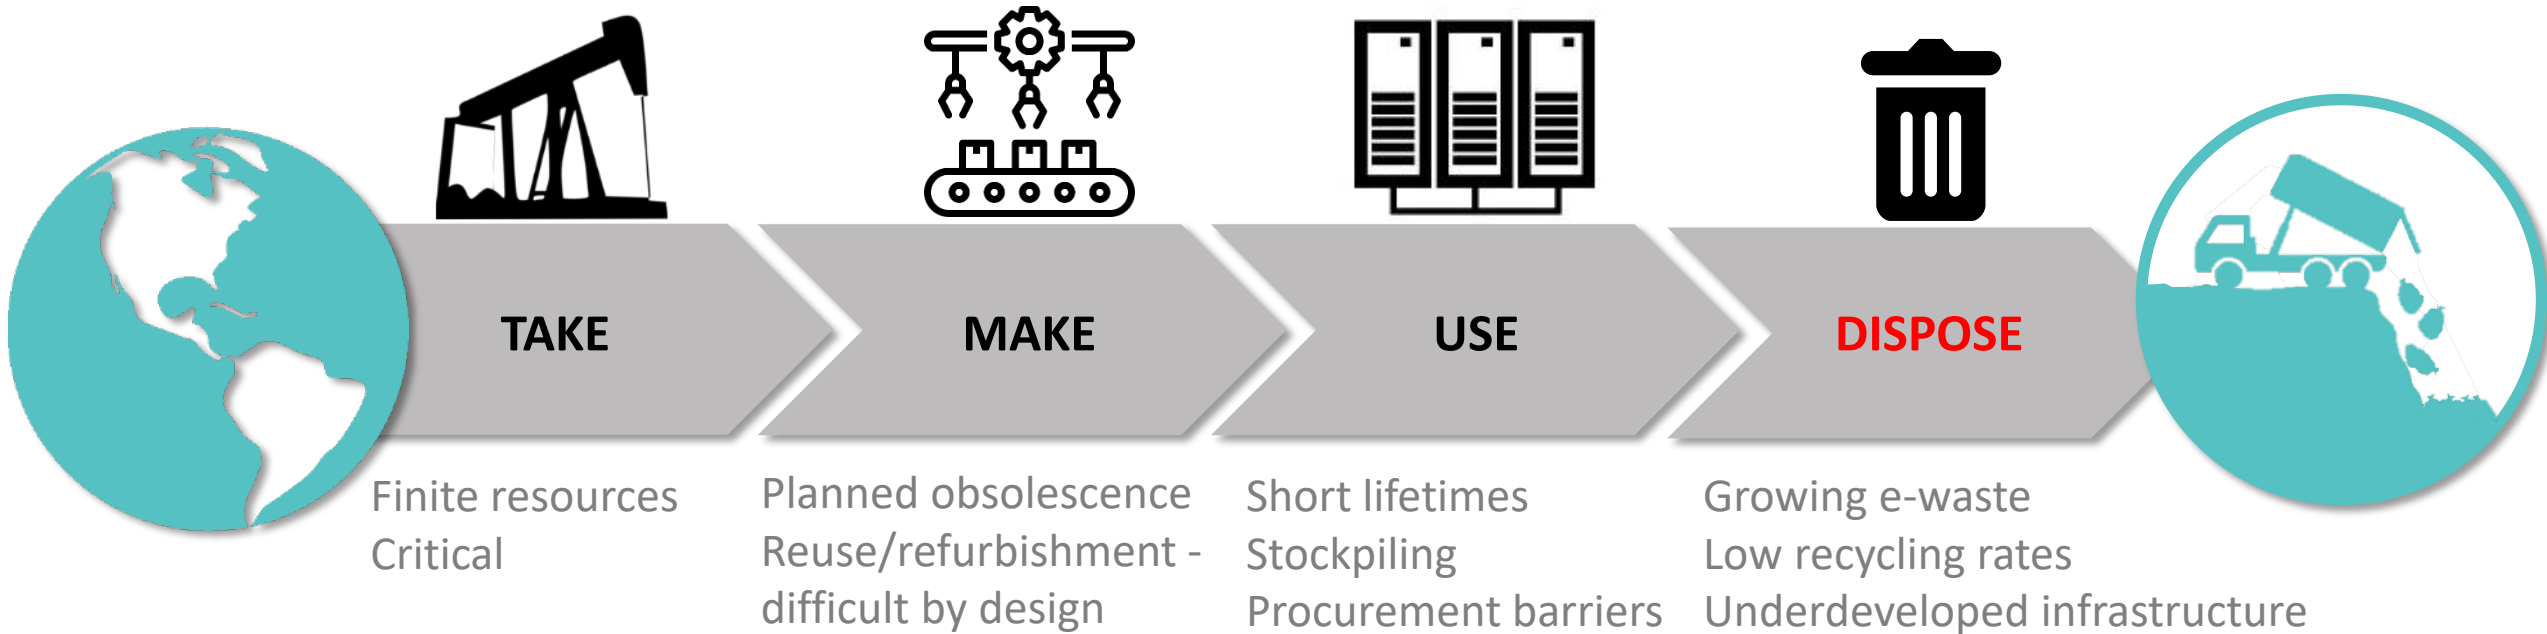 TAKE
MAKE
USE
DISPOSE
Finite resources
Critical
Planned obsolescence
Reuse/refurbishment -
difficult by design
Short lifetimes
Stockpiling
Procurement barriers
Growing e-waste
Low recycling rates
Underdeveloped infrastructure